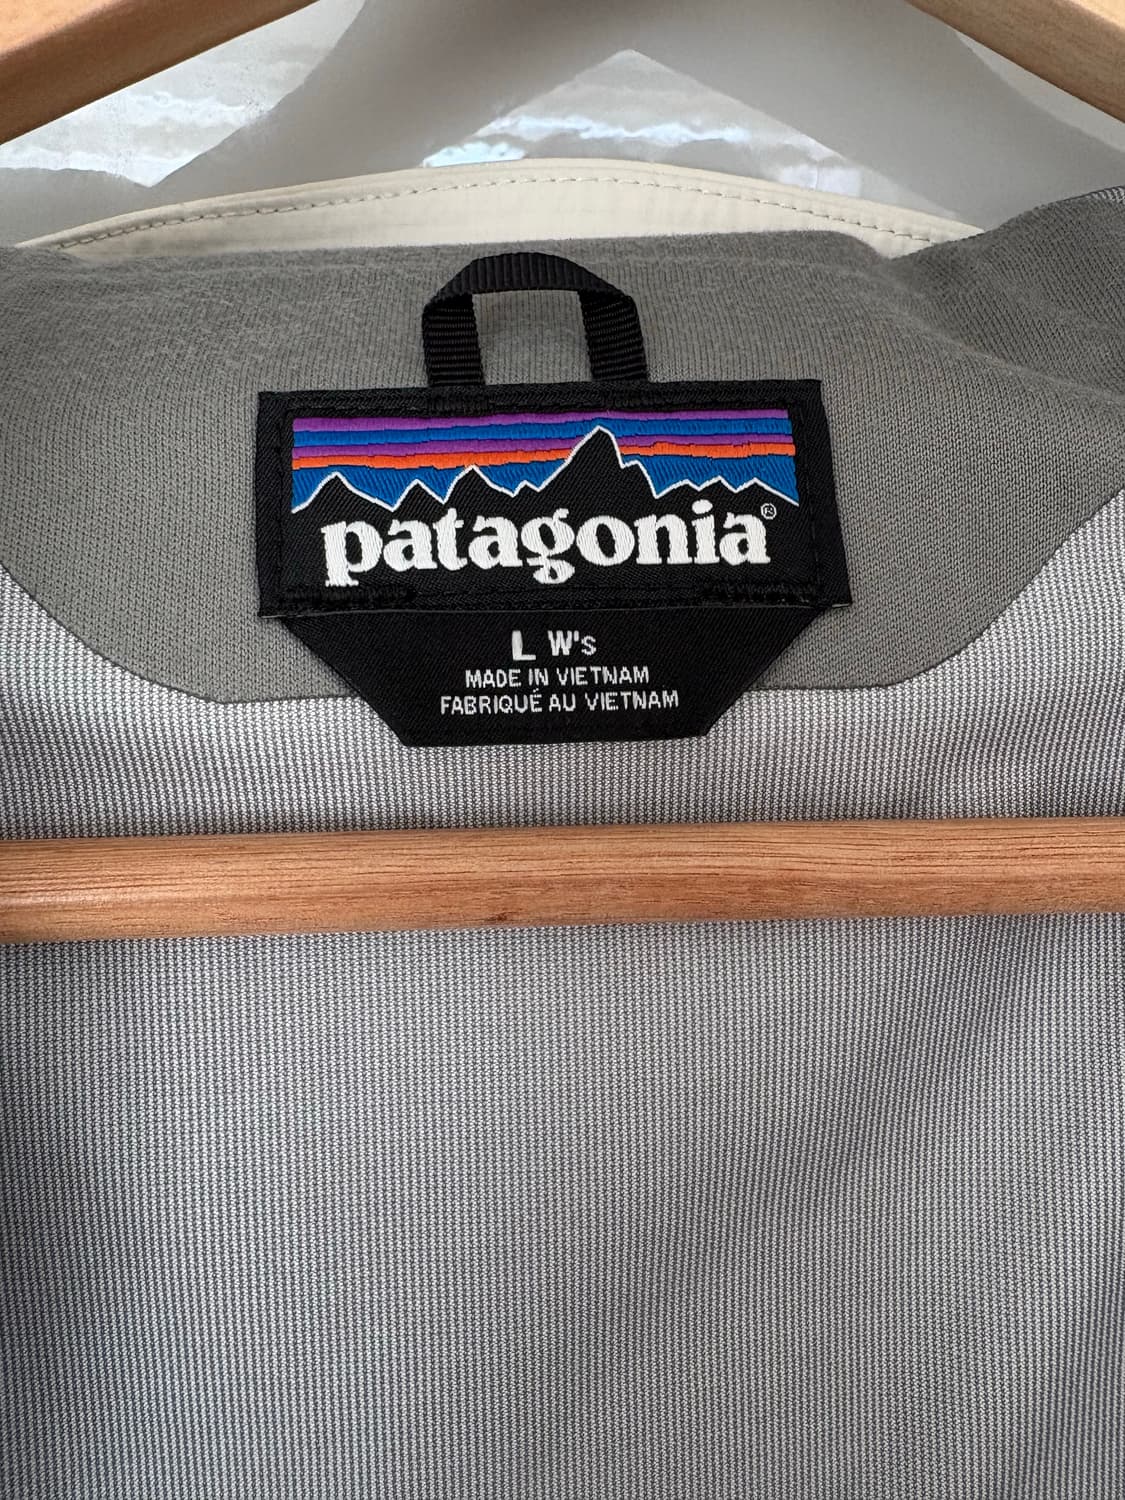 patagonia®
L W's
MADE IN VIETNAM
FABRIQUÉ AU VIETNAM